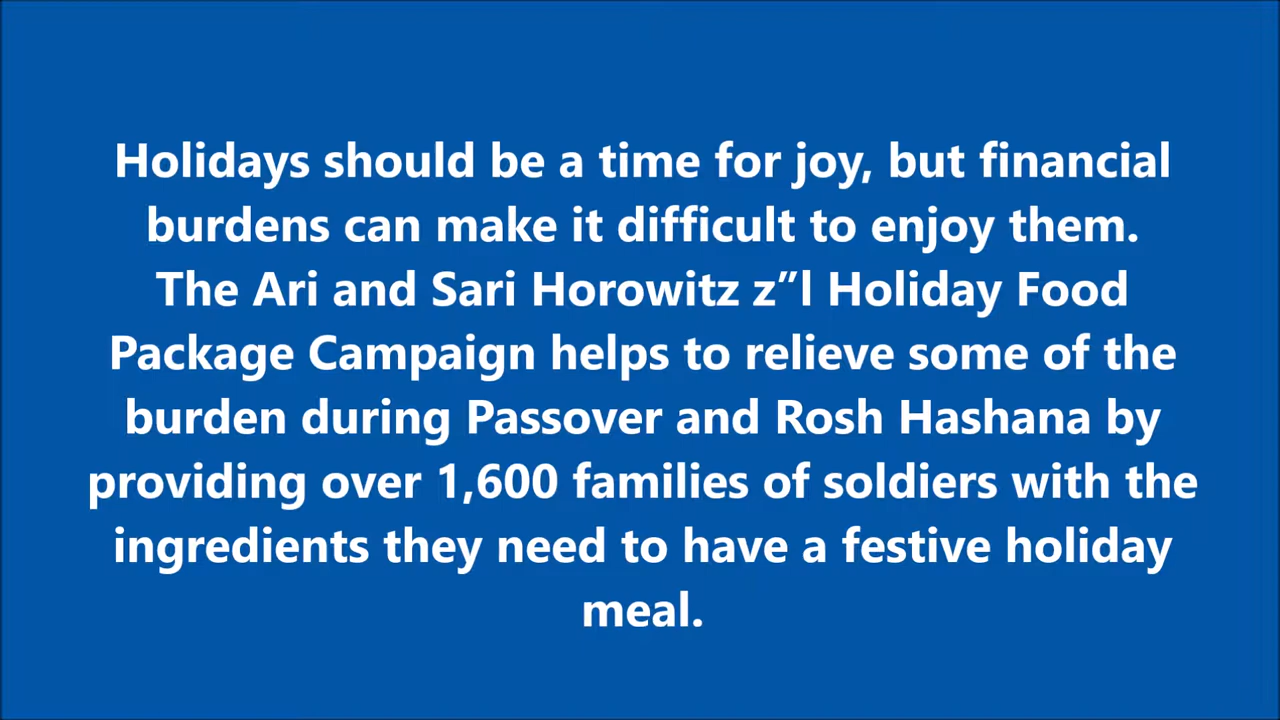 Holidays should be a time for joy, but financial
burdens can make it difficult to enjoy them.
The Ari and Sari Horowitz z”l Holiday Food
Package Campaign helps to relieve some of the
burden during Passover and Rosh Hashana by
providing over 1,600 families of soldiers with the
ingredients they need to have a festive holiday
meal.